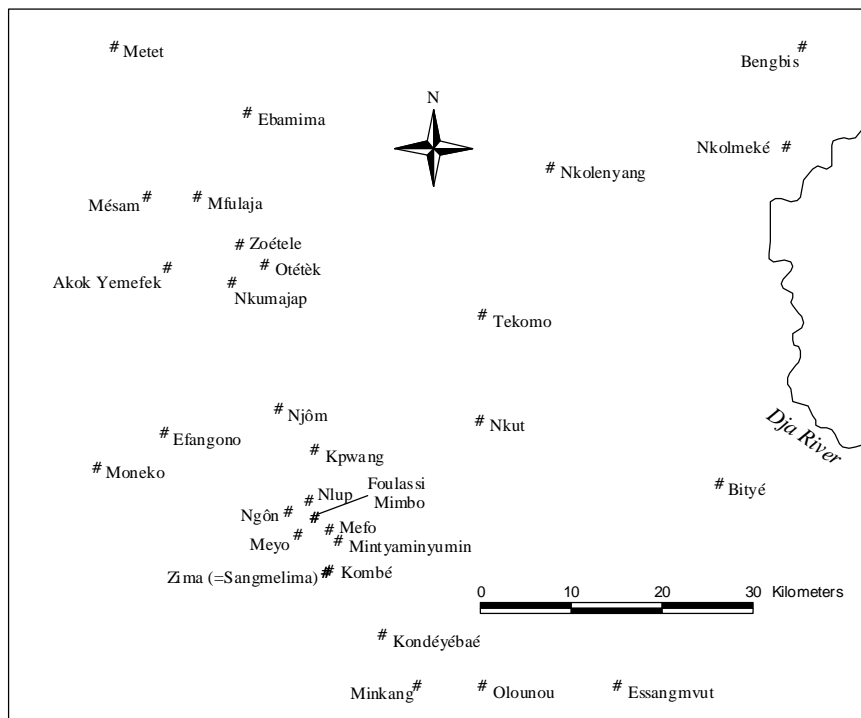 Metet
Bengbis
Ebamima
N
Nkolmeké
Nkolenyang
Mésam
Mfulaja
Zoétele
Otétèk
Akok Yemefek
Nkumajap
Tekomo
Njôm
Nkut
Dja River
Efangono
Kpwang
Moneko
Foulassi
Mimbo
Bityé
Nlup
Ngôn
Mefo
Meyo
Mintyaminyumin
Zima (=Sangmelima)
Kombé
0 10 20 30 Kilometers
Kondéyébaé
Minkang
Olounou
Essangmvut